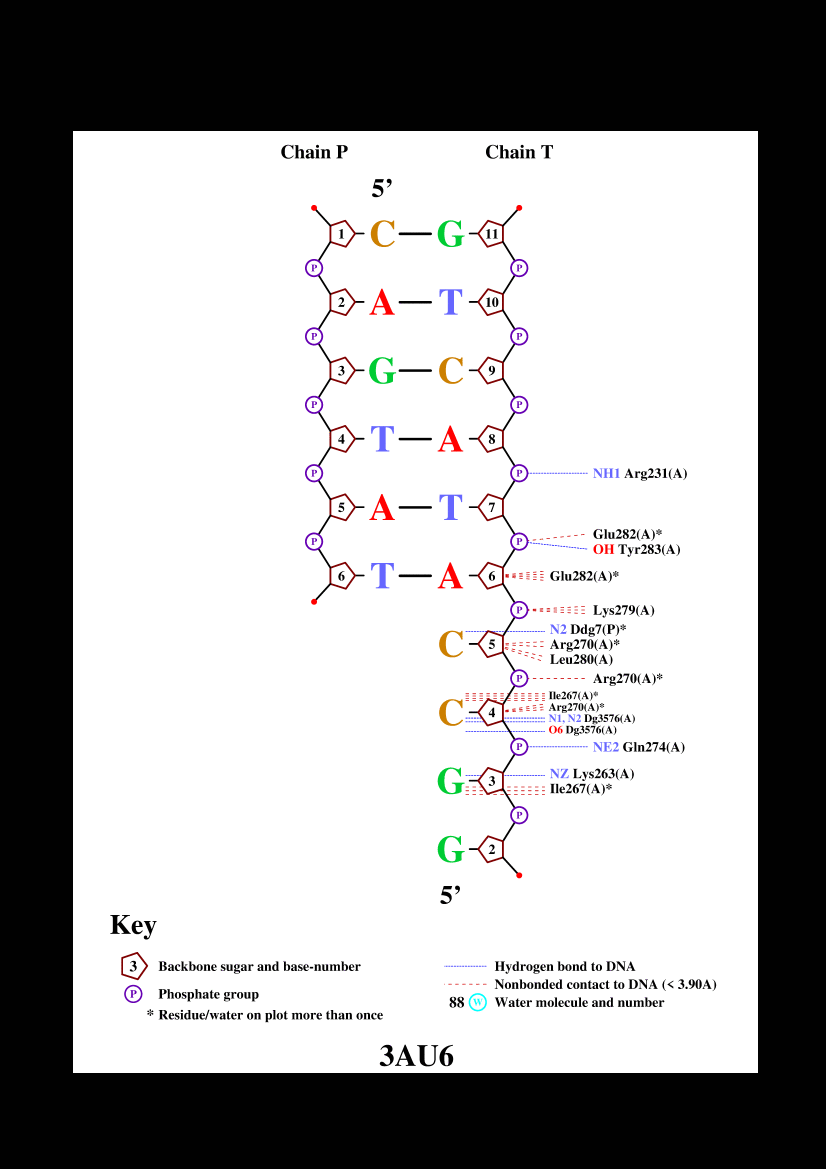 Chain P Chain T
5’
1 C G 11
P P
2 A T 10
P P
3 G C 9
P P
4 T A 8
P P NH1 Arg231(A)
5 A T 7
Glu282(A)*
P P OH Tyr283(A)
6 T A 6 Glu282(A)*
P Lys279(A)
N2 Ddg7(P)*
C 5 Arg270(A)*
Leu280(A)
P Arg270(A)*
Ile267(A)*
C 4 Arg270(A)*
N1, N2 Dg3576(A)
O6 Dg3576(A)
P NE2 Gln274(A)
NZ Lys263(A)
G 3 Ile267(A)*
P
G 2
5’
Key
3 Backbone sugar and base-number Hydrogen bond to DNA
Nonbonded contact to DNA (< 3.90A)
P Phosphate group 88 W Water molecule and number
* Residue/water on plot more than once
3AU6